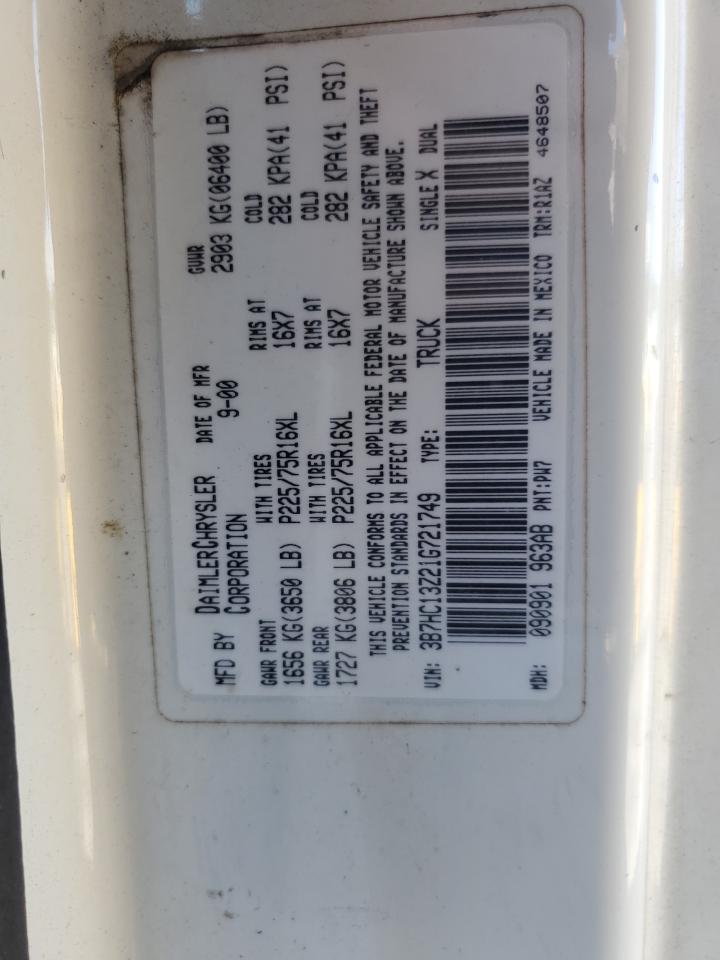 MFD BY DAIMLERCHRYSLER CORPORATION
DATE OF MFR 9-00
GVWR 2903 KG(06400 LB)
GAWR FRONT WITH TIRES RIMS AT COLD
1656 KG(3650 LB) P225/75R16XL 16X7 282 KPA(41 PSI)
GAWR REAR WITH TIRES RIMS AT COLD
1727 KG(3806 LB) P225/75R16XL 16X7 282 KPA(41 PSI)
THIS VEHICLE CONFORMS TO ALL APPLICABLE FEDERAL MOTOR VEHICLE SAFETY AND THEFT
PREVENTION STANDARDS IN EFFECT ON THE DATE OF MANUFACTURE SHOWN ABOVE.
VIN: 3B7HC13Z21G721749 TYPE: TRUCK SINGLE X DUAL
MDH: 090901 963AB PNT:PW7 VEHICLE MADE IN MEXICO TRM:R1AZ 4648507